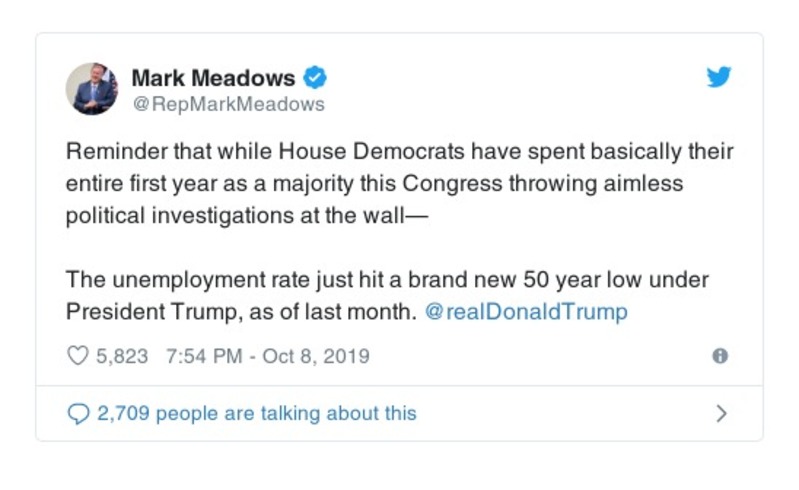 Mark Meadows
@RepMarkMeadows
Reminder that while House Democrats have spent basically their
entire first year as a majority this Congress throwing aimless
political investigations at the wall—
The unemployment rate just hit a brand new 50 year low under
President Trump, as of last month. @realDonaldTrump
5,823 7:54 PM - Oct 8, 2019
2,709 people are talking about this